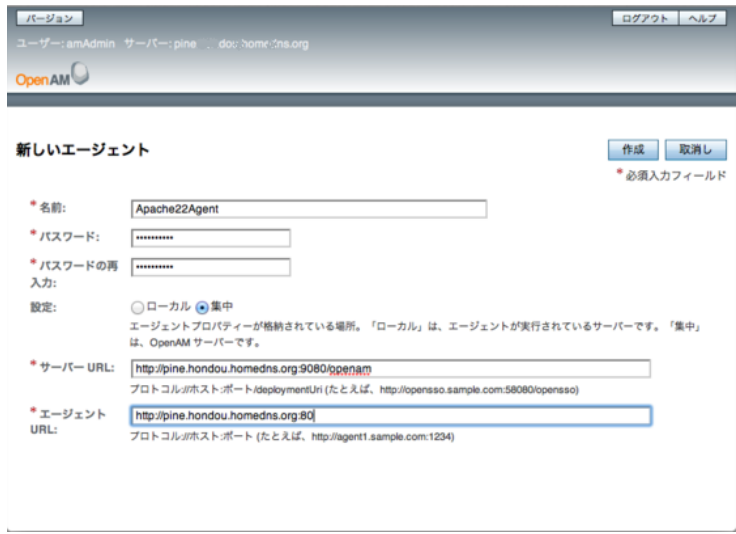 バージョン
ログアウト ヘルプ
ユーザー: amAdmin サーバー: pine
OpenAM
新しいエージェント
作成 取消し
* 必須入力フィールド
* 名前: Apache22Agent
* パスワード: ••••••••••
* パスワードの再入力: ••••••••••
設定: ローカル 集中
エージェントプロパティーが格納されている場所。「ローカル」は、エージェントが実行されているサーバーです。「集中」
は、OpenAM サーバーです。
* サーバー URL: http://pine.hondou.homedns.org:9080/openam
プロトコル://ホスト:ポート/deploymentUri (たとえば、http://opensso.sample.com:58080/opensso)
* エージェント URL: http://pine.hondou.homedns.org:80
プロトコル://ホスト:ポート (たとえば、http://agent1.sample.com:1234)